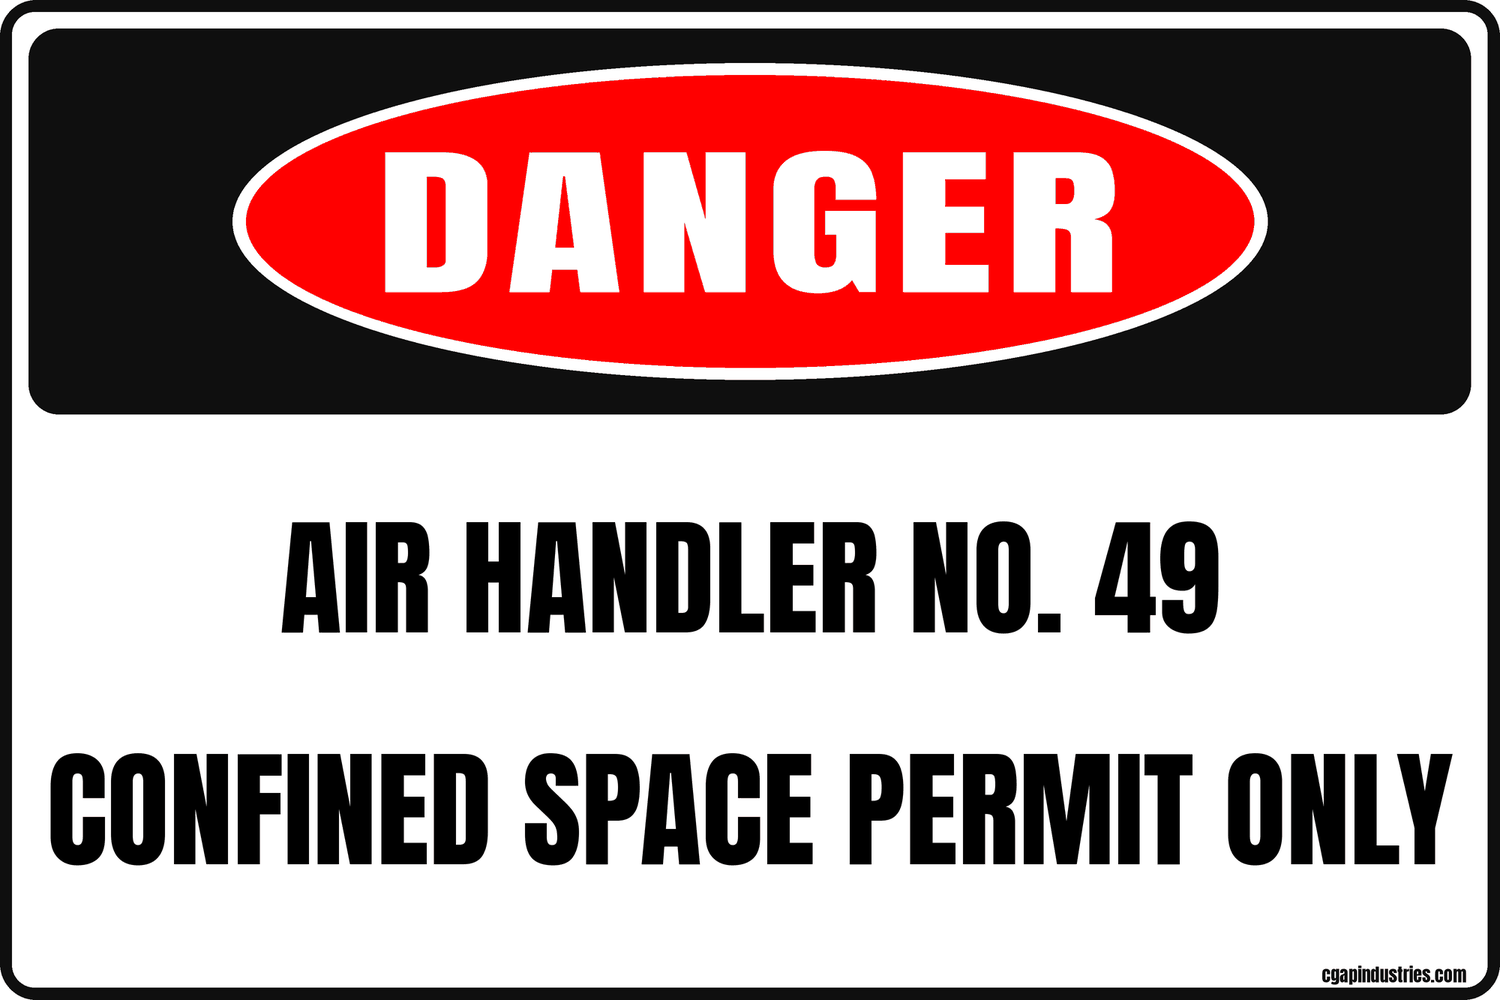 DANGER
AIR HANDLER NO. 49
CONFINED SPACE PERMIT ONLY
cgapindustries.com